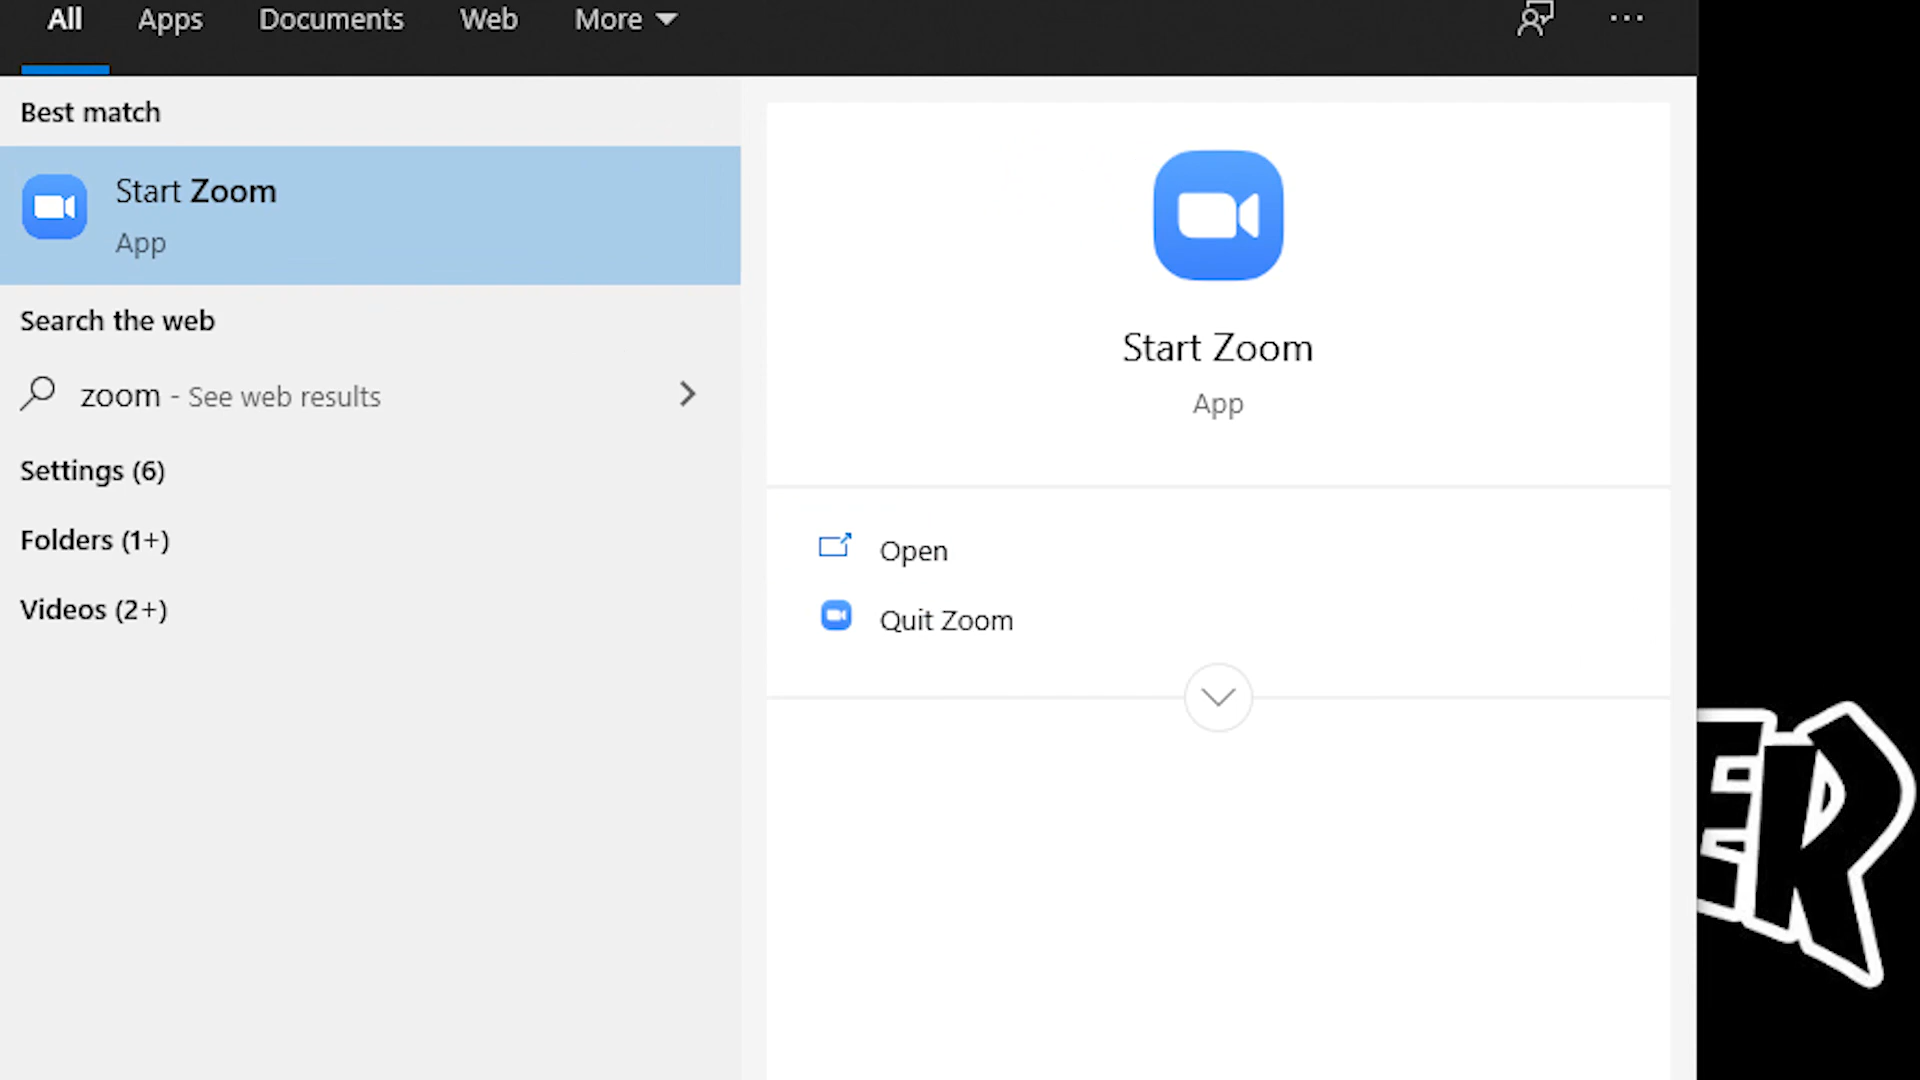 All Apps Documents Web More
Best match
Start Zoom
App
Search the web
zoom - See web results
Settings (6)
Folders (1+)
Videos (2+)
Start Zoom
App
Open
Quit Zoom
ER